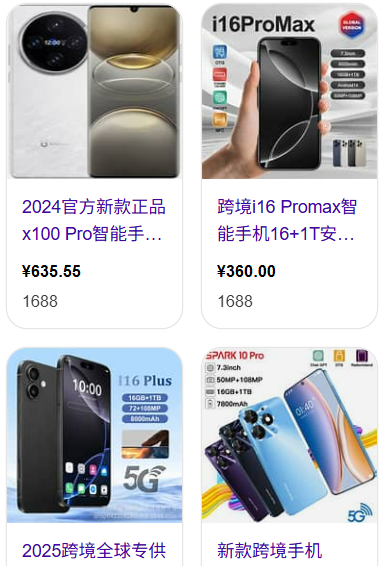 12:00
i16ProMax
GLOBAL
VERSION
7.3inch
OTG
8000mAh
16GB+1TB
Android14
50MP+108MP
NFC
2024官方新款正品
x100 Pro智能手…
¥635.55
1688
跨境i16 Promax智
能手机16+1T安…
¥360.00
1688
I16 Plus
10:00
16GB+1TB
72+108MP
8000mAh
5G
SPARK 10 Pro
7.3inch
50MP+108MP
16GB+1TB
7800mAh
Chat GPT
OTG
01:40
5G
2025跨境全球专供
新款跨境手机